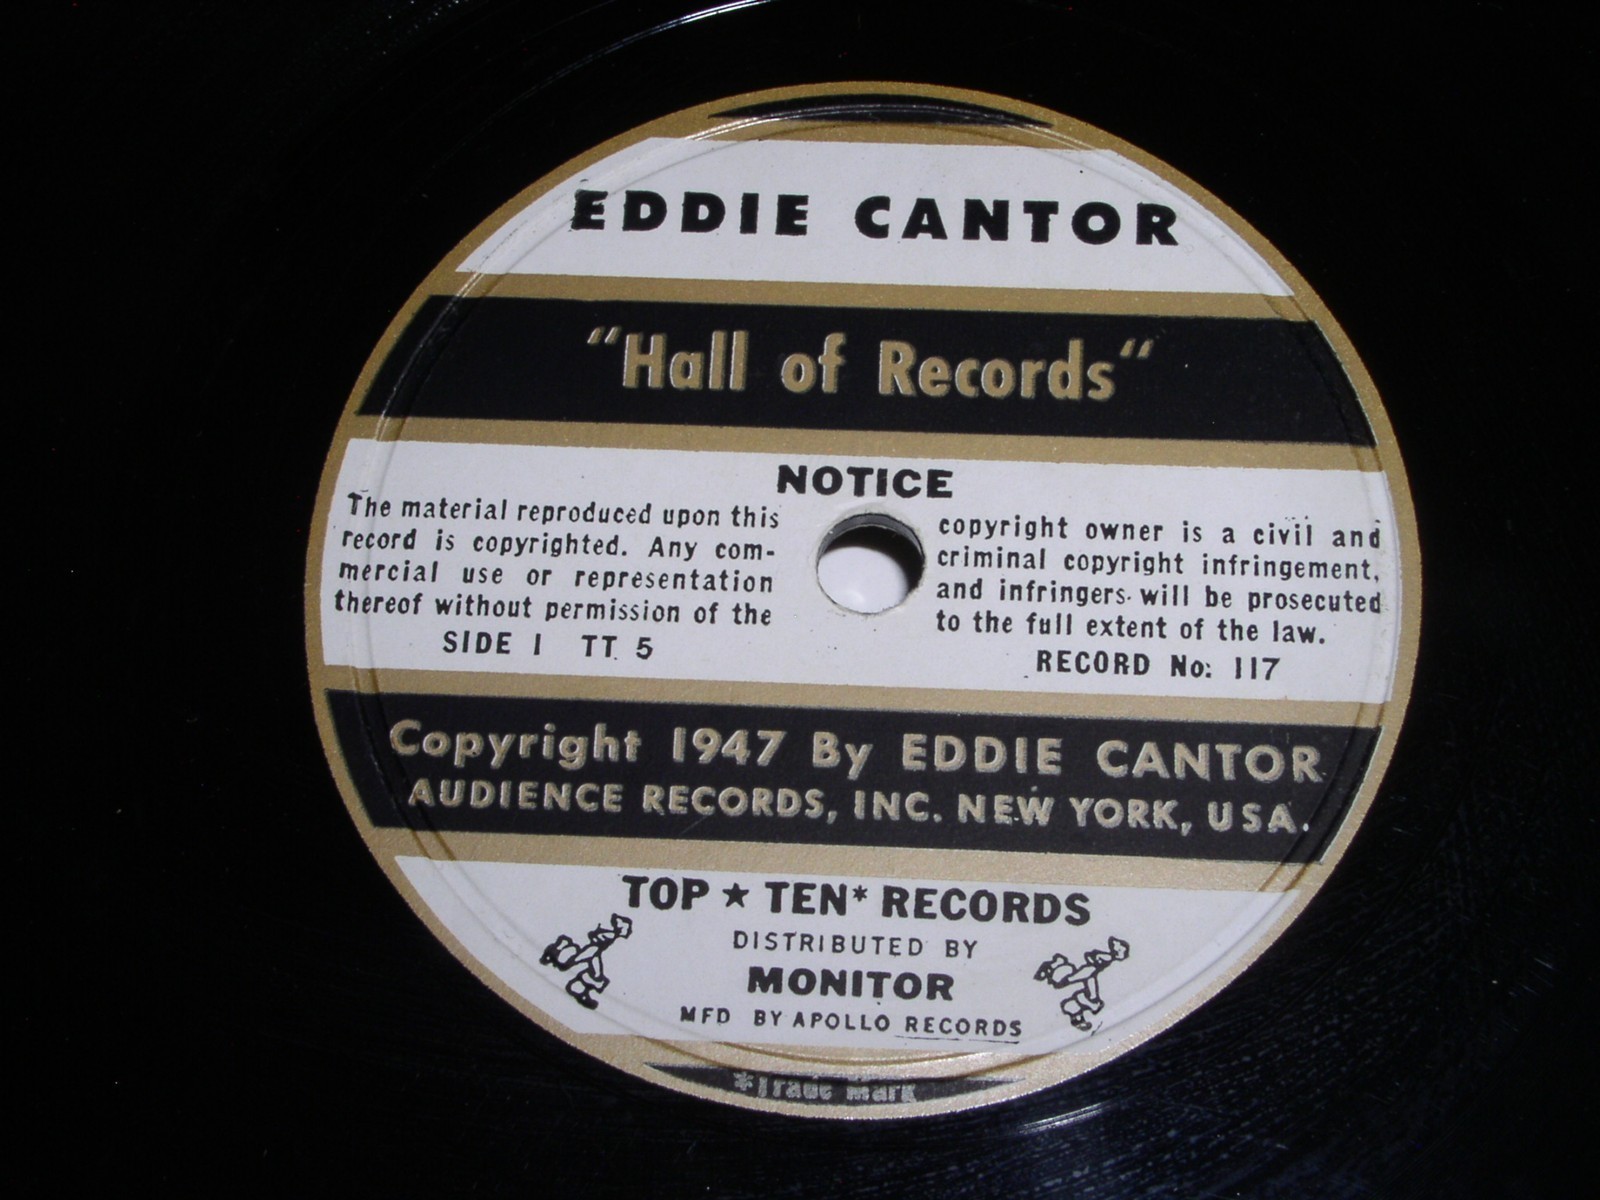 EDDIE CANTOR
"Hall of Records"
NOTICE
The material reproduced upon this
record is copyrighted. Any com-
mercial use or representation
thereof without permission of the
SIDE 1 TT 5
copyright owner is a civil and
criminal copyright infringement,
and infringers will be prosecuted
to the full extent of the law.
RECORD No: 117
Copyright 1947 By EDDIE CANTOR
AUDIENCE RECORDS, INC. NEW YORK, USA.
TOP ★ TEN* RECORDS
DISTRIBUTED BY
MONITOR
MFD BY APOLLO RECORDS
*Trade Mark